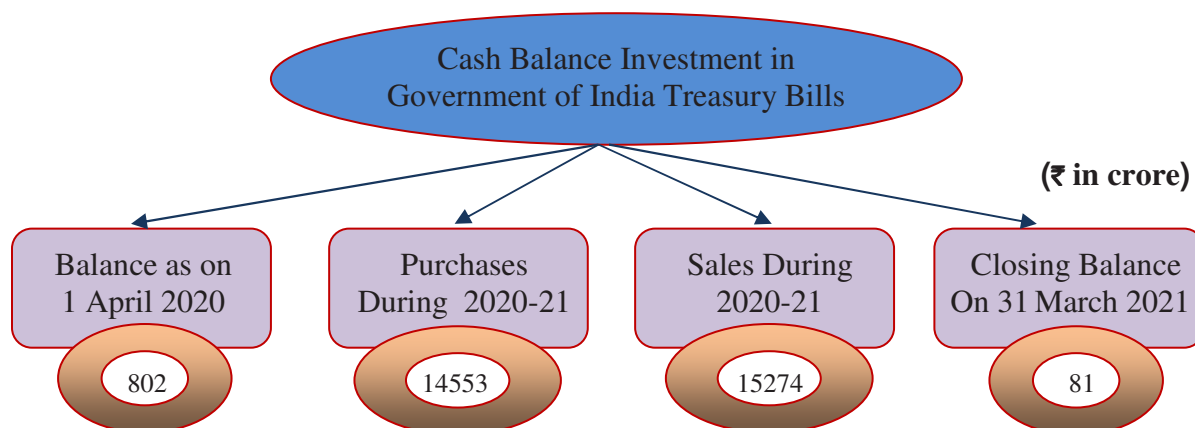 Cash Balance Investment in
Government of India Treasury Bills
(₹ in crore)
Balance as on
1 April 2020
Purchases
During 2020-21
Sales During
2020-21
Closing Balance
On 31 March 2021
802
14553
15274
81